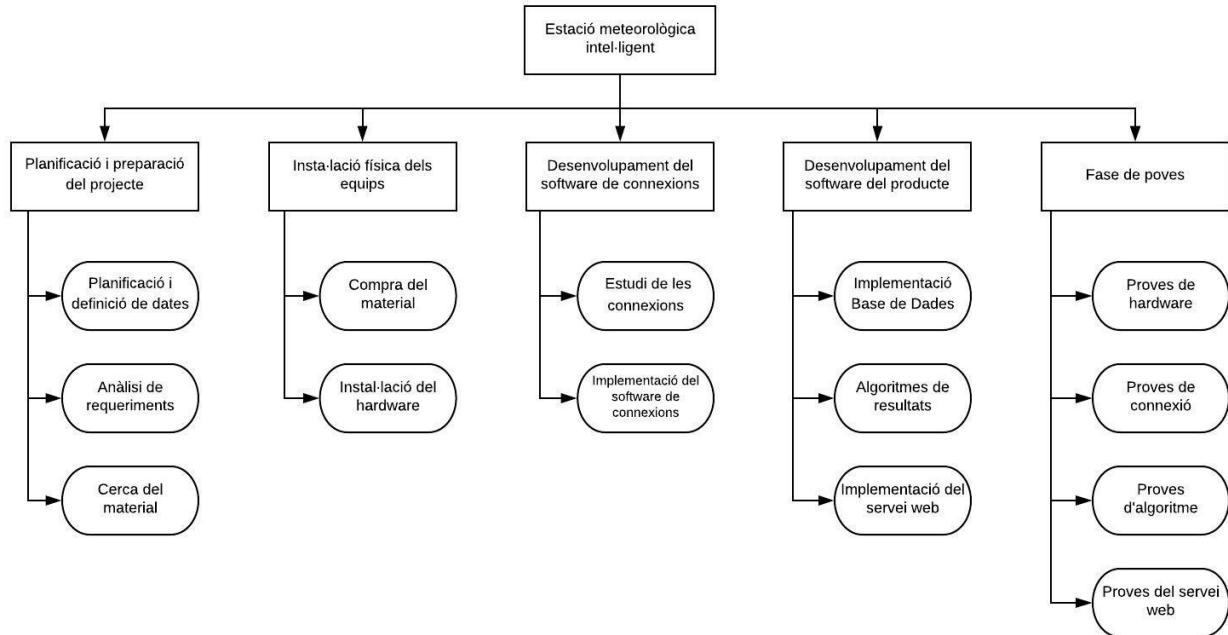 Estació meteorològica
intel·ligent
Planificació i preparació
del projecte
Insta·lació física dels
equips
Desenvolupament del
software de connexions
Desenvolupament del
software del producte
Fase de poves
Planificació i
definició de dates
Compra del
material
Estudi de les
connexions
Implementació
Base de Dades
Proves de
hardware
Anàlisi de
requeriments
Instal·lació del
hardware
Implementació del
software de
connexions
Algoritmes de
resultats
Proves de
connexió
Cerca del
material
Implementació del
servei web
Proves
d'algoritme
Proves del servei
web